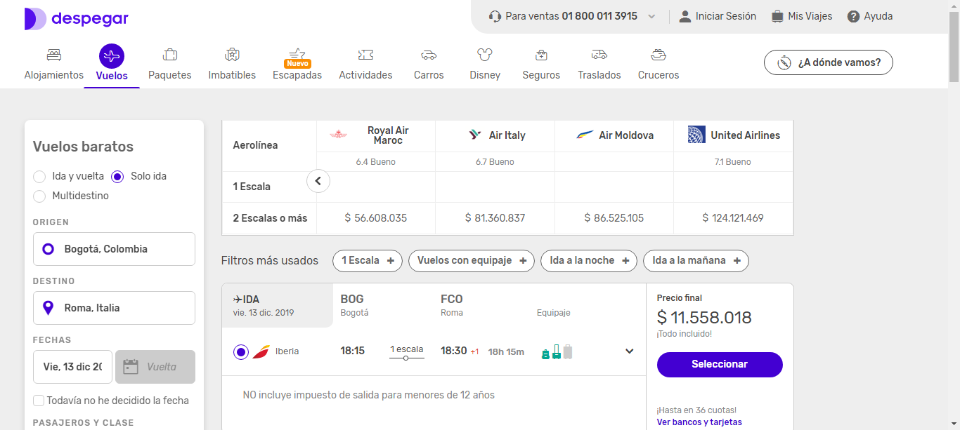 despegar
Para ventas 01 800 011 3915
Iniciar Sesión
Mis Viajes
Ayuda
Alojamientos
Vuelos
Paquetes
Imbatibles
Nuevo
Escapadas
Actividades
Carros
Disney
Seguros
Traslados
Cruceros
¿A dónde vamos?
Vuelos baratos
Ida y vuelta
Solo ida
Multidestino
ORIGEN
Bogotá, Colombia
DESTINO
Roma, Italia
FECHAS
Vie, 13 dic 20
Vuelta
Todavía no he decidido la fecha
PASAJEROS Y CLASE
Aerolínea
Royal Air
Maroc
Air Italy
Air Moldova
United Airlines
6.4 Bueno
6.7 Bueno
7.1 Bueno
1 Escala
2 Escalas o más
$ 56.608.035
$ 81.360.837
$ 86.525.105
$ 124.121.469
Filtros más usados
1 Escala +
Vuelos con equipaje +
Ida a la noche +
Ida a la mañana +
IDA
vie. 13 dic. 2019
BOG
Bogotá
FCO
Roma
Equipaje
Iberia
18:15
1 escala
18:30 +1
18h 15m
NO incluye impuesto de salida para menores de 12 años
Precio final
$ 11.558.018
¡Todo incluido!
Seleccionar
¡Hasta en 36 cuotas!
Ver bancos y tarjetas